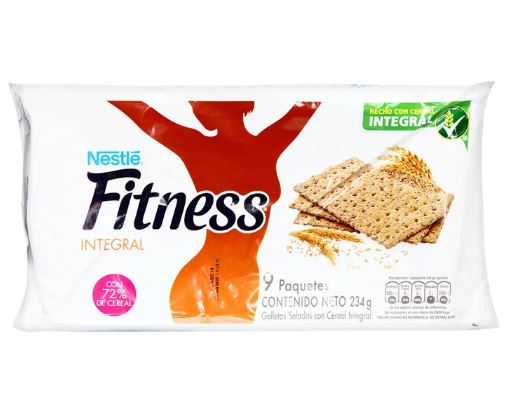 Nestlé
Fitness
INTEGRAL
CON
72%
DE CEREAL
HECHO CON CEREAL
INTEGRAL
9 Paquetes
CONTENIDO NETO 234g
Galletas Saladas con Cereal Integral